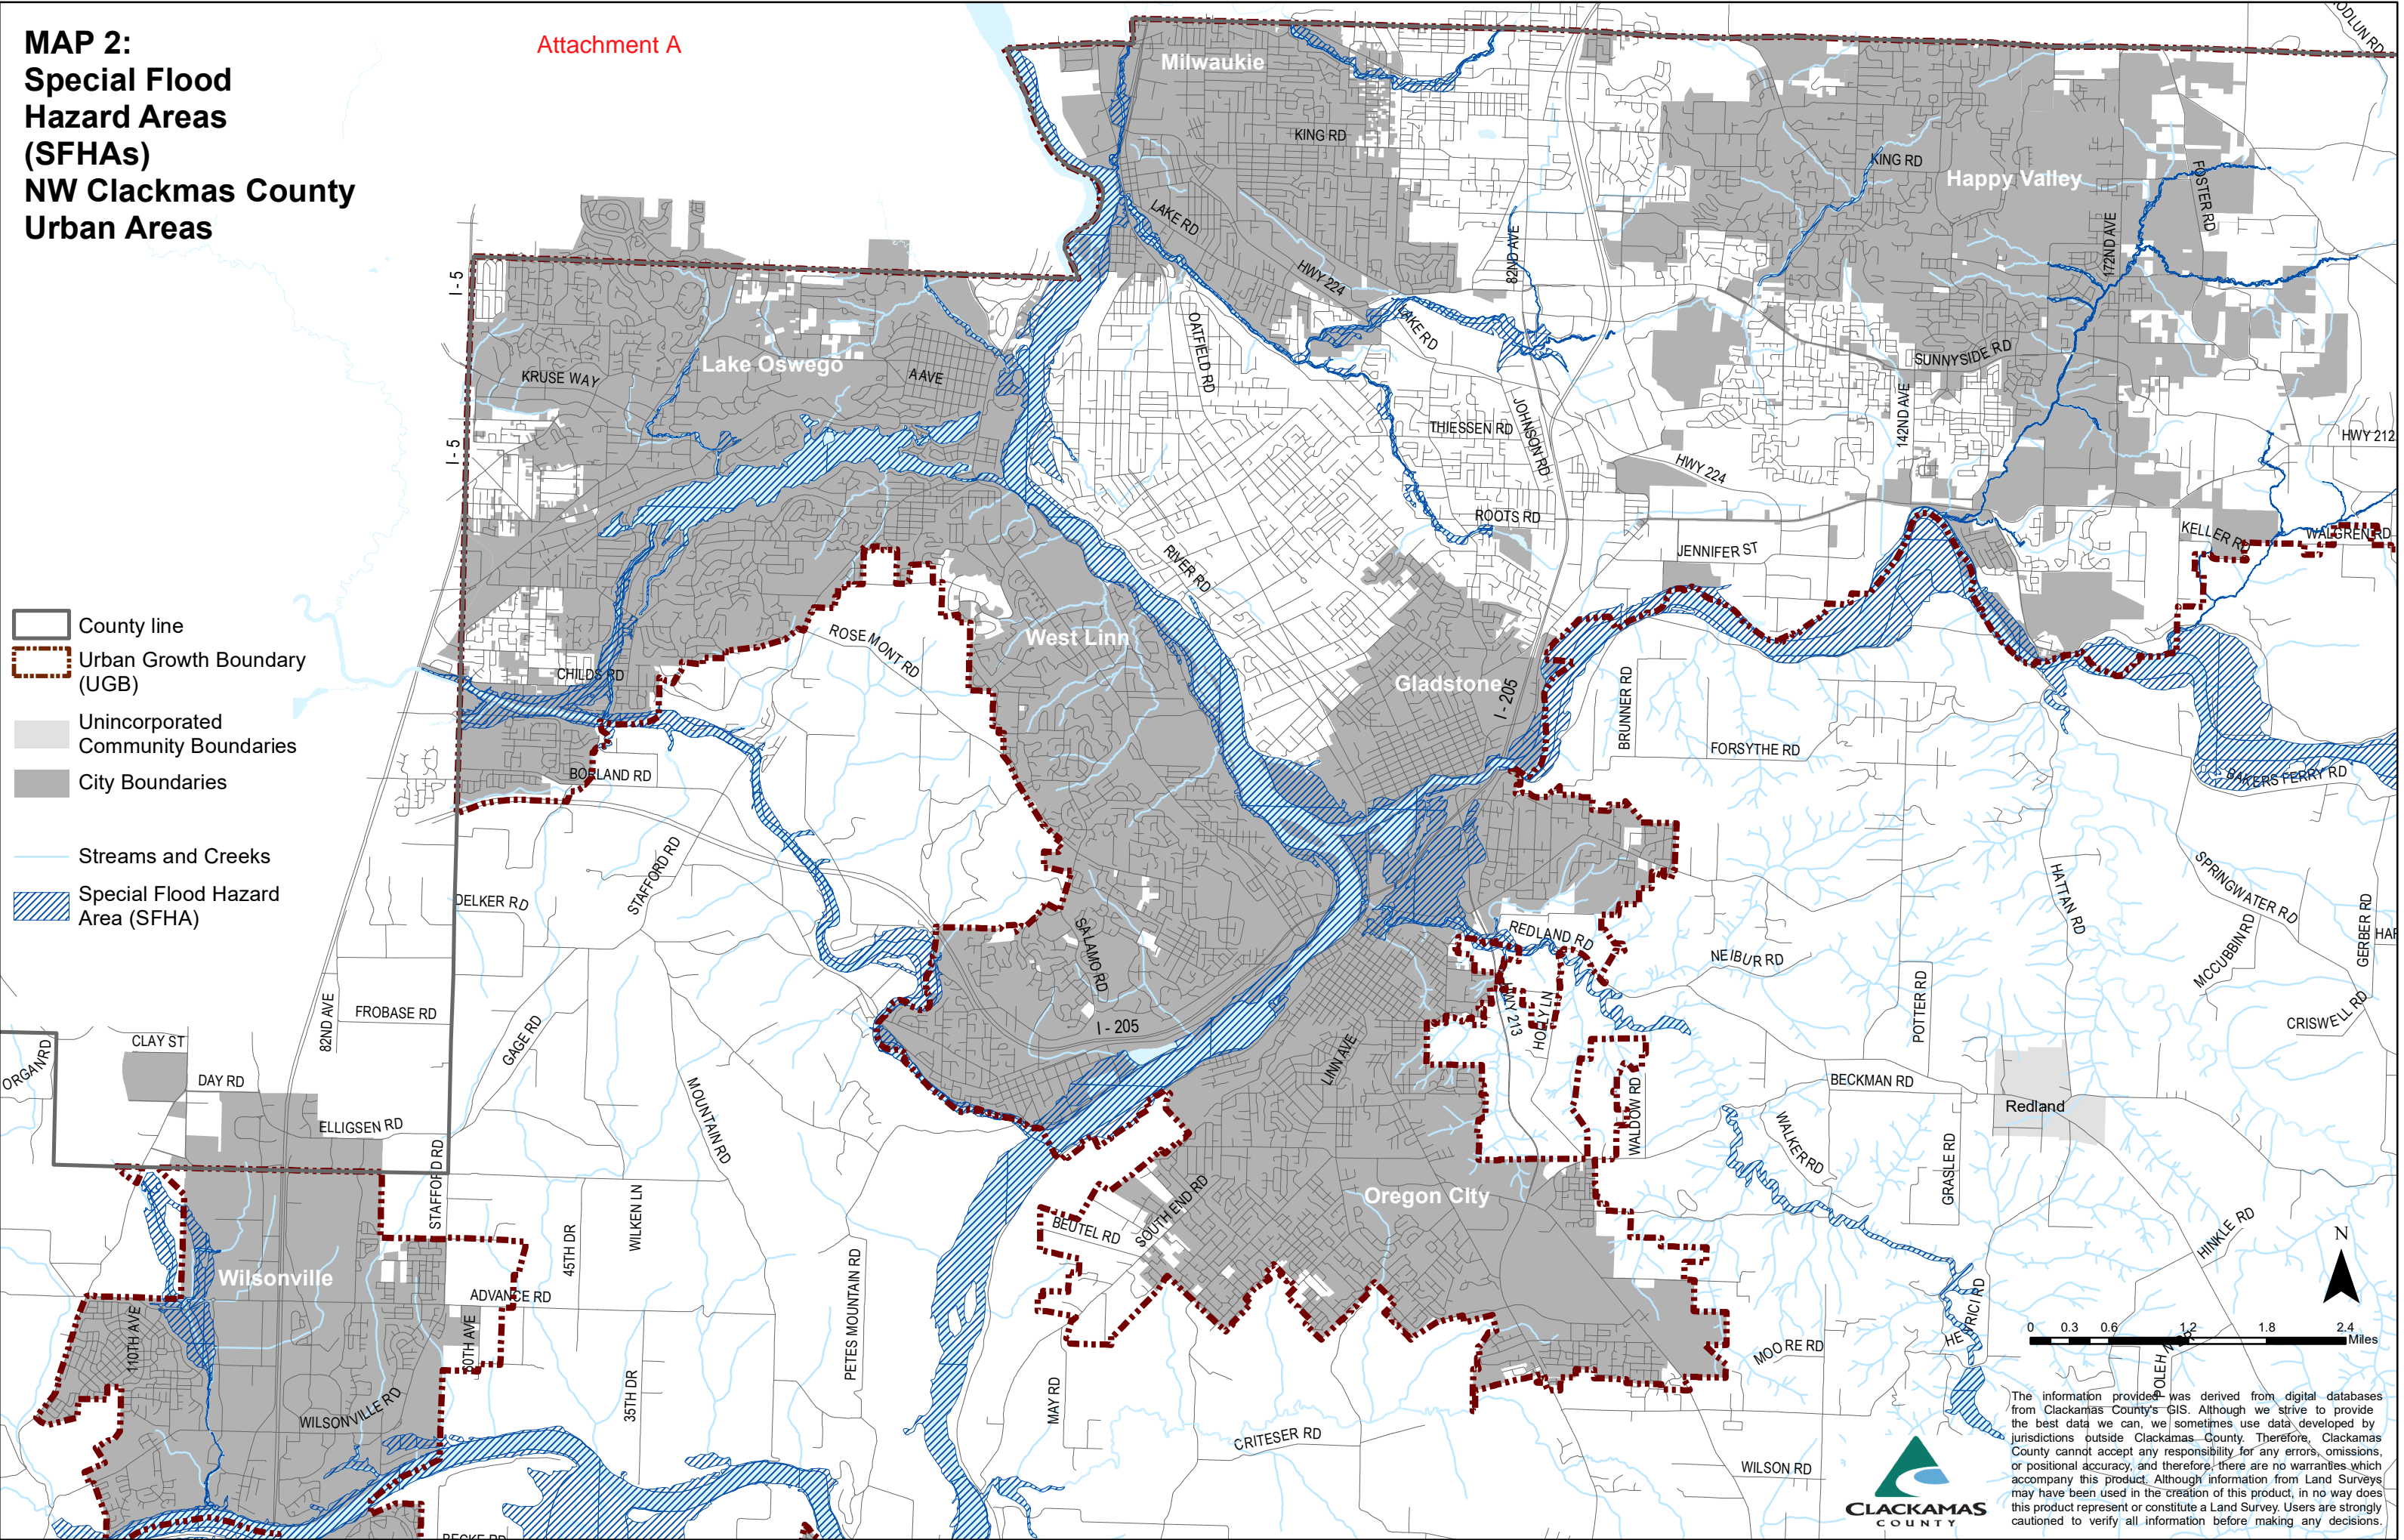 MAP 2:
Special Flood
Hazard Areas
(SFHAs)
NW Clackmas County
Urban Areas
Attachment A
Milwaukie
KING RD
KING RD
Happy Valley
FOSTER RD
172ND AVE
LAKE RD
HWY 224
82ND AVE
I - 5
OATFIELD RD
LAKE RD
SUNNYSIDE RD
Lake Oswego
KRUSE WAY
A AVE
142ND AVE
I - 5
THIESSEN RD
JOHNSON RD
HWY 212
HWY 224
ROOTS RD
KELLER RD
WALGREN RD
JENNIFER ST
RIVER RD
County line
Urban Growth Boundary
(UGB)
Unincorporated
Community Boundaries
City Boundaries
Streams and Creeks
Special Flood Hazard
Area (SFHA)
ROSEMONT RD
West Linn
CHILDS RD
Gladstone
I - 205
BRUNNER RD
FORSYTHE RD
BORLAND RD
BAKERS FERRY RD
STAFFORD RD
OELKER RD
HATTAN RD
SPRINGWATER RD
GERBER RD
HAR
MCCUBBIN RD
SALAMO RD
REDLAND RD
NEIBUR RD
POTTER RD
CRISWELL RD
82ND AVE
FROBASE RD
GAGE RD
I - 205
HWY 213
HOLLY LN
LINN AVE
CLAY ST
ORGAN RD
DAY RD
ELLIGSEN RD
MOUNTAIN RD
WALDOW RD
BECKMAN RD
Redland
WALKER RD
GRASLE RD
STAFFORD RD
WILKEN LN
45TH DR
Oregon CIty
SOUTH END RD
BEUTEL RD
HINKLE RD
N
Wilsonville
ADVANCE RD
PETES MOUNTAIN RD
110TH AVE
60TH AVE
35TH DR
WILSONVILLE RD
MAY RD
CRITESER RD
MOORE RD
HENRICI RD
WILSON RD
BECKE RD
0 0.3 0.6 1.2 1.8 2.4
Miles
CLACKAMAS
COUNTY
The information provided was derived from digital databases
from Clackamas County's GIS. Although we strive to provide
the best data we can, we sometimes use data developed by
jurisdictions outside Clackamas County. Therefore, Clackamas
County cannot accept any responsibility for any errors, omissions,
or positional accuracy, and therefore, there are no warranties which
accompany this product. Although information from Land Surveys
may have been used in the creation of this product, in no way does
this product represent or constitute a Land Survey. Users are strongly
cautioned to verify all information before making any decisions.